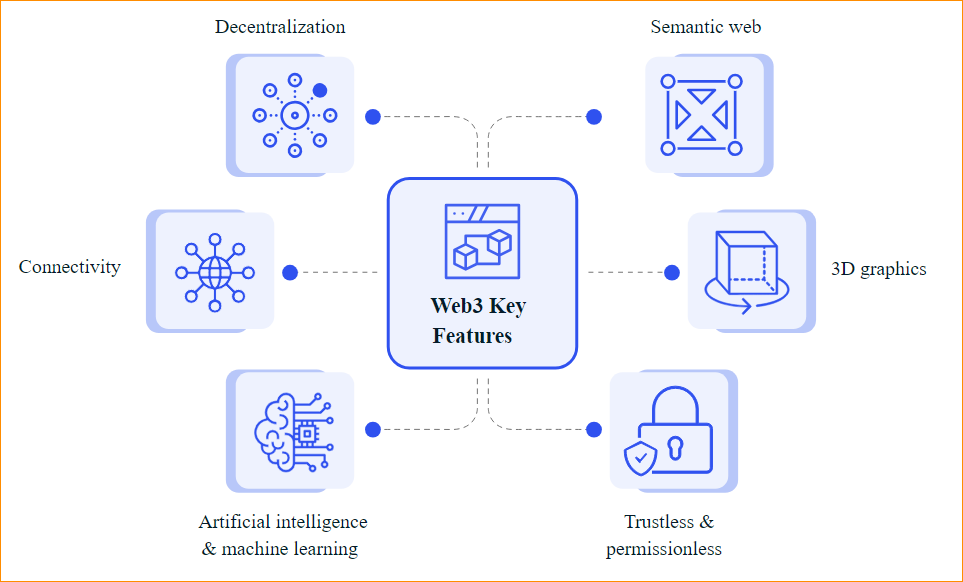 Decentralization
Semantic web
Connectivity
Web3 Key
Features
3D graphics
Artificial intelligence
& machine learning
Trustless &
permissionless